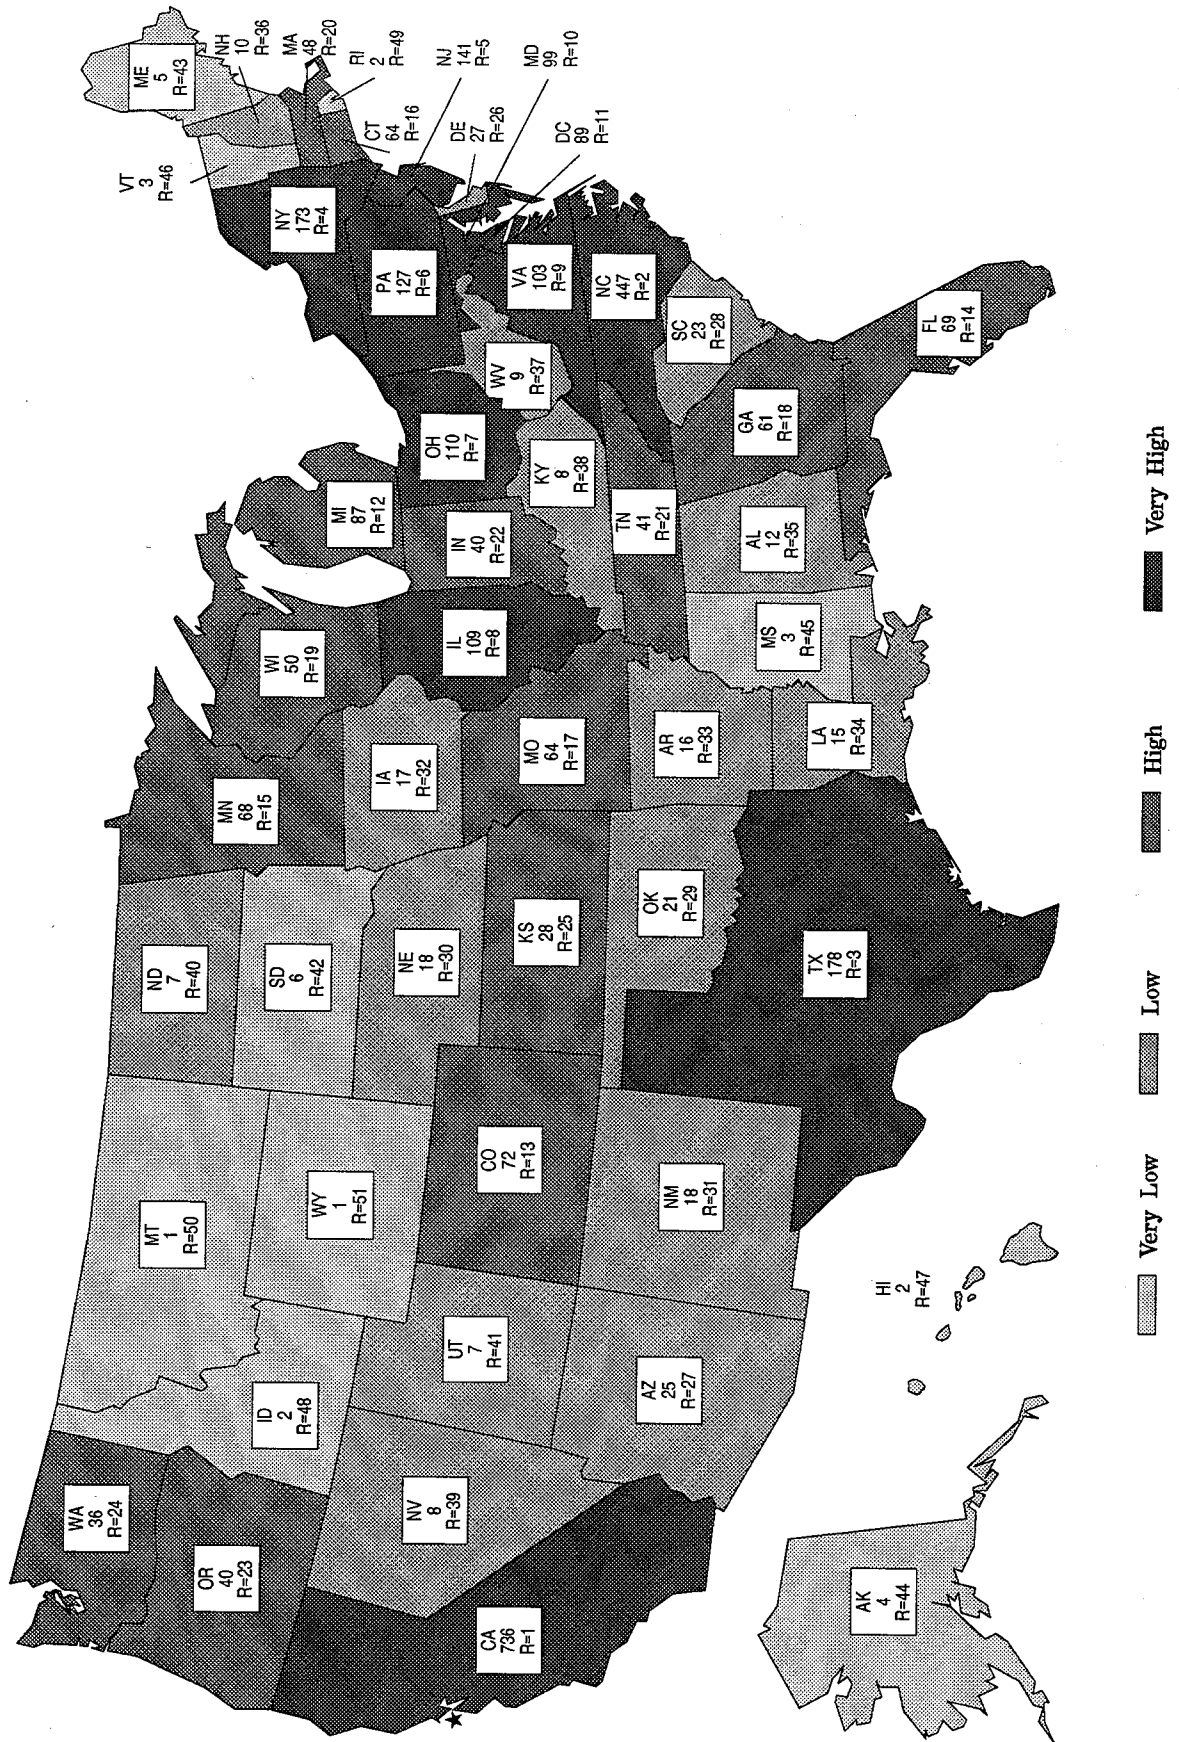 WA
36
R=24
OR
40
R=23
CA
736
R=1
ID
2
R=48
NV
8
R=39
MT
1
R=50
WY
1
R=51
UT
7
R=41
AZ
25
R=27
CO
72
R=13
NM
18
R=31
ND
7
R=40
SD
6
R=42
NE
18
R=30
KS
28
R=25
OK
21
R=29
TX
178
R=3
MN
68
R=15
IA
17
R=32
MO
64
R=17
AR
16
R=33
LA
15
R=34
WI
50
R=19
IL
109
R=8
MS
3
R=45
MI
87
R=12
IN
40
R=22
OH
110
R=7
KY
8
R=38
TN
41
R=21
AL
12
R=35
GA
61
R=18
FL
69
R=14
SC
23
R=28
NC
447
R=2
VA
103
R=9
WV
9
R=37
PA
127
R=6
NY
173
R=4
VT
3
R=46
ME
5
R=43
NH
10
R=36
MA
48
R=20
RI
2
R=49
CT
64
R=16
NJ
141
R=5
DE
27
R=26
MD
99
R=10
DC
89
R=11
AK
4
R=44
HI
2
R=47
Very Low
Low
High
Very High